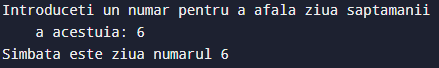 Introduceti un numar pentru a afala ziua saptamanii
a acestuia: 6
Simbata este ziua numarul 6